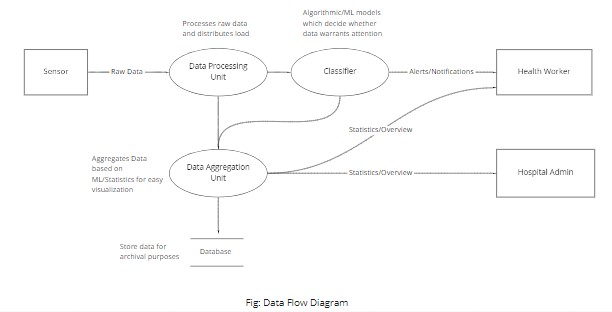 Algorithmic/ML models
which decide whether
data warrants attention
Processes raw data
and distributes load
Sensor
Raw Data
Data Processing
Unit
Classifier
Alerts/Notifications
Health Worker
Statistics/Overview
Aggregates Data
based on
ML/Statistics for easy
visualization
Data Aggregation
Unit
Statistics/Overview
Hospital Admin
Store data for
archival purposes
Database
Fig: Data Flow Diagram